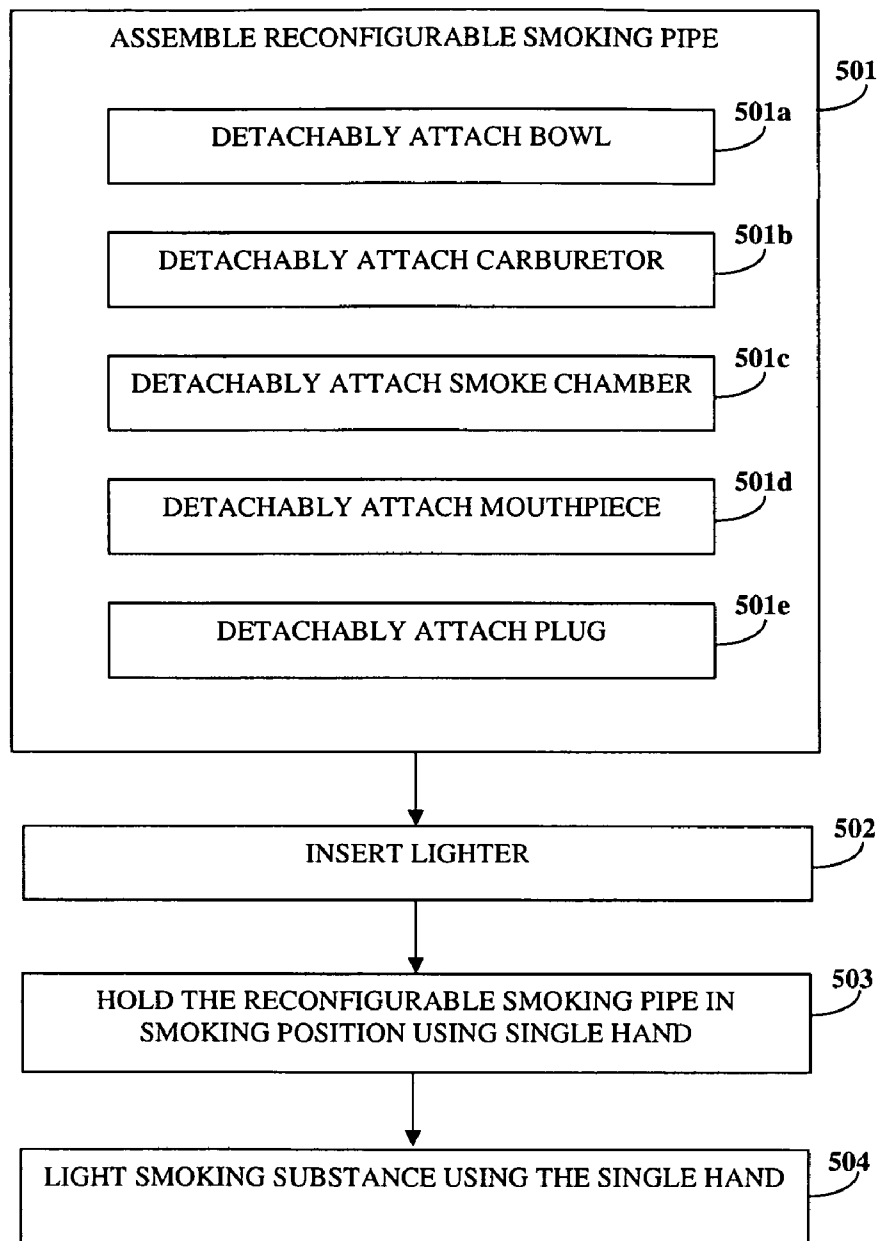 ASSEMBLE RECONFIGURABLE SMOKING PIPE
501
501a
DETACHABLY ATTACH BOWL
501b
DETACHABLY ATTACH CARBURETOR
501c
DETACHABLY ATTACH SMOKE CHAMBER
501d
DETACHABLY ATTACH MOUTHPIECE
501e
DETACHABLY ATTACH PLUG
502
INSERT LIGHTER
503
HOLD THE RECONFIGURABLE SMOKING PIPE IN
SMOKING POSITION USING SINGLE HAND
504
LIGHT SMOKING SUBSTANCE USING THE SINGLE HAND